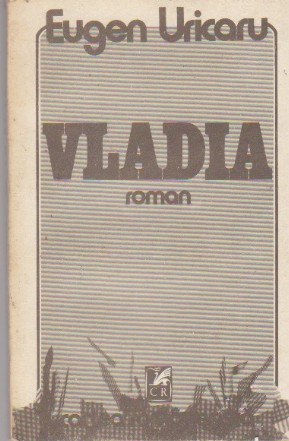 Eugen Uricaru
VLADIA
roman
CR